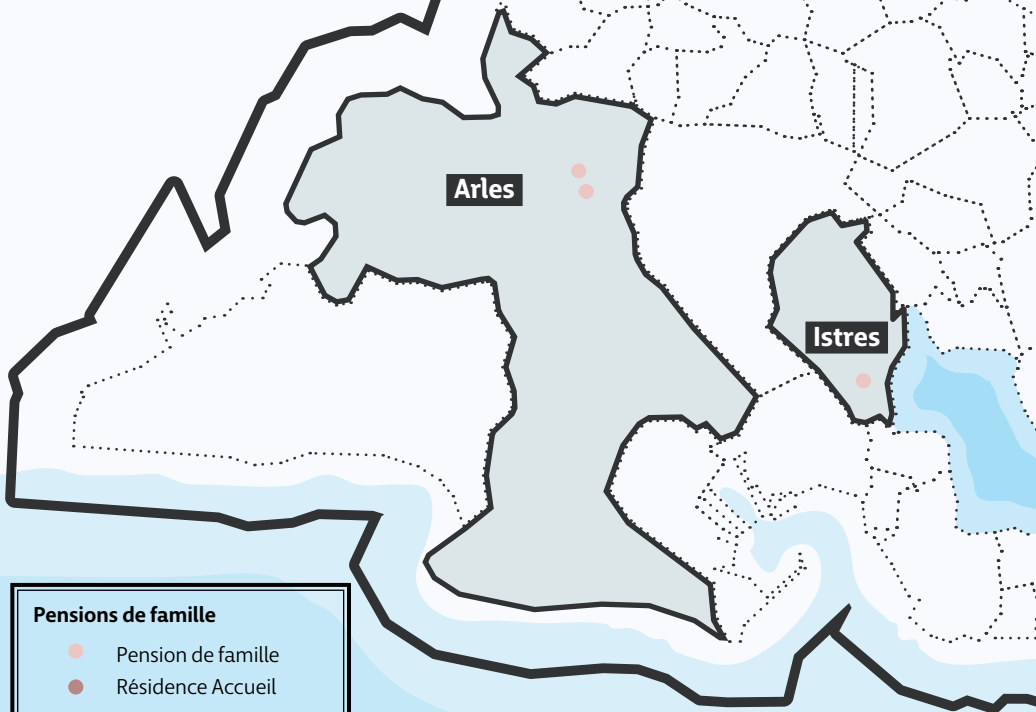 Arles
Istres
Pensions de famille
Pension de famille
Résidence Accueil